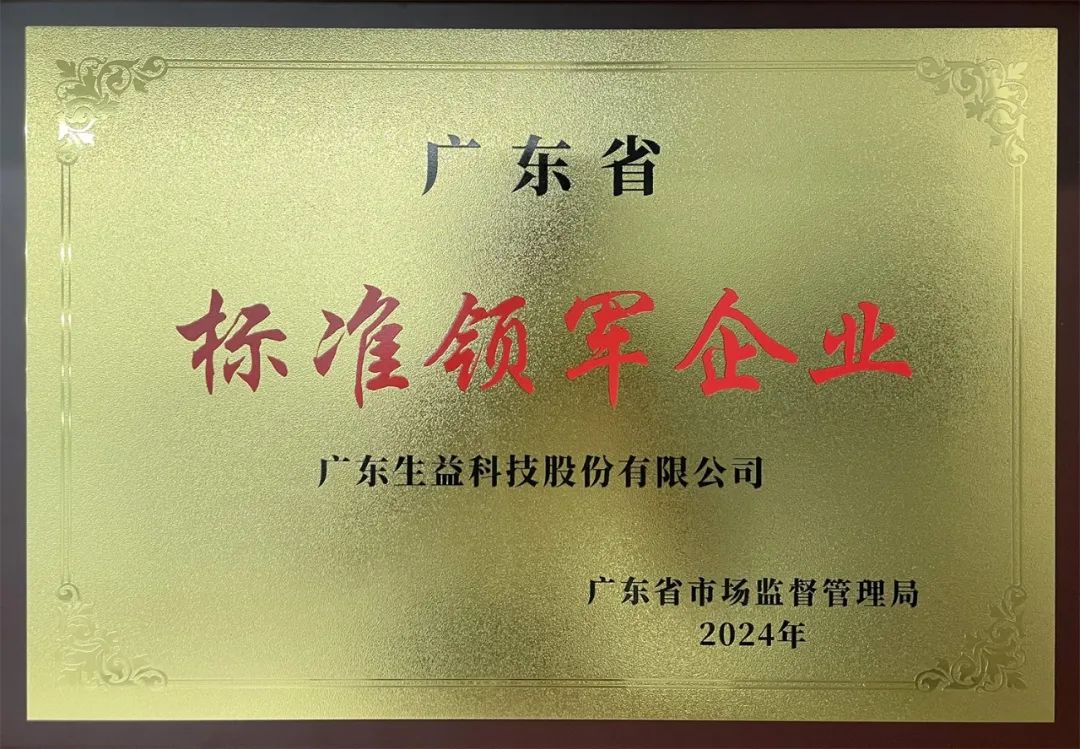 广东省
标准领军企业
广东生益科技股份有限公司
广东省市场监督管理局
2024年